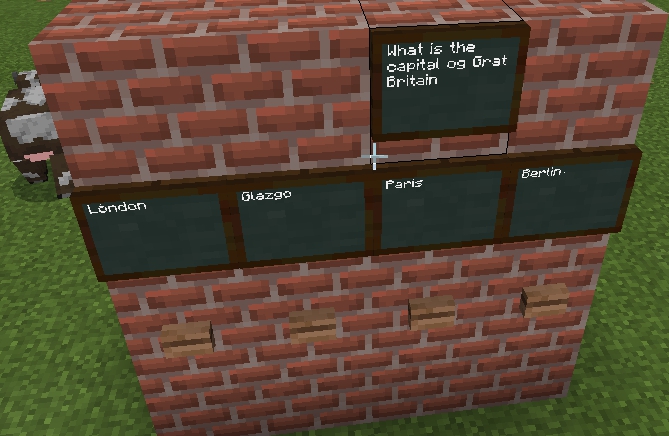 What is the
capital og Grat
Britain
London
Glazgo
Paris
Berlin